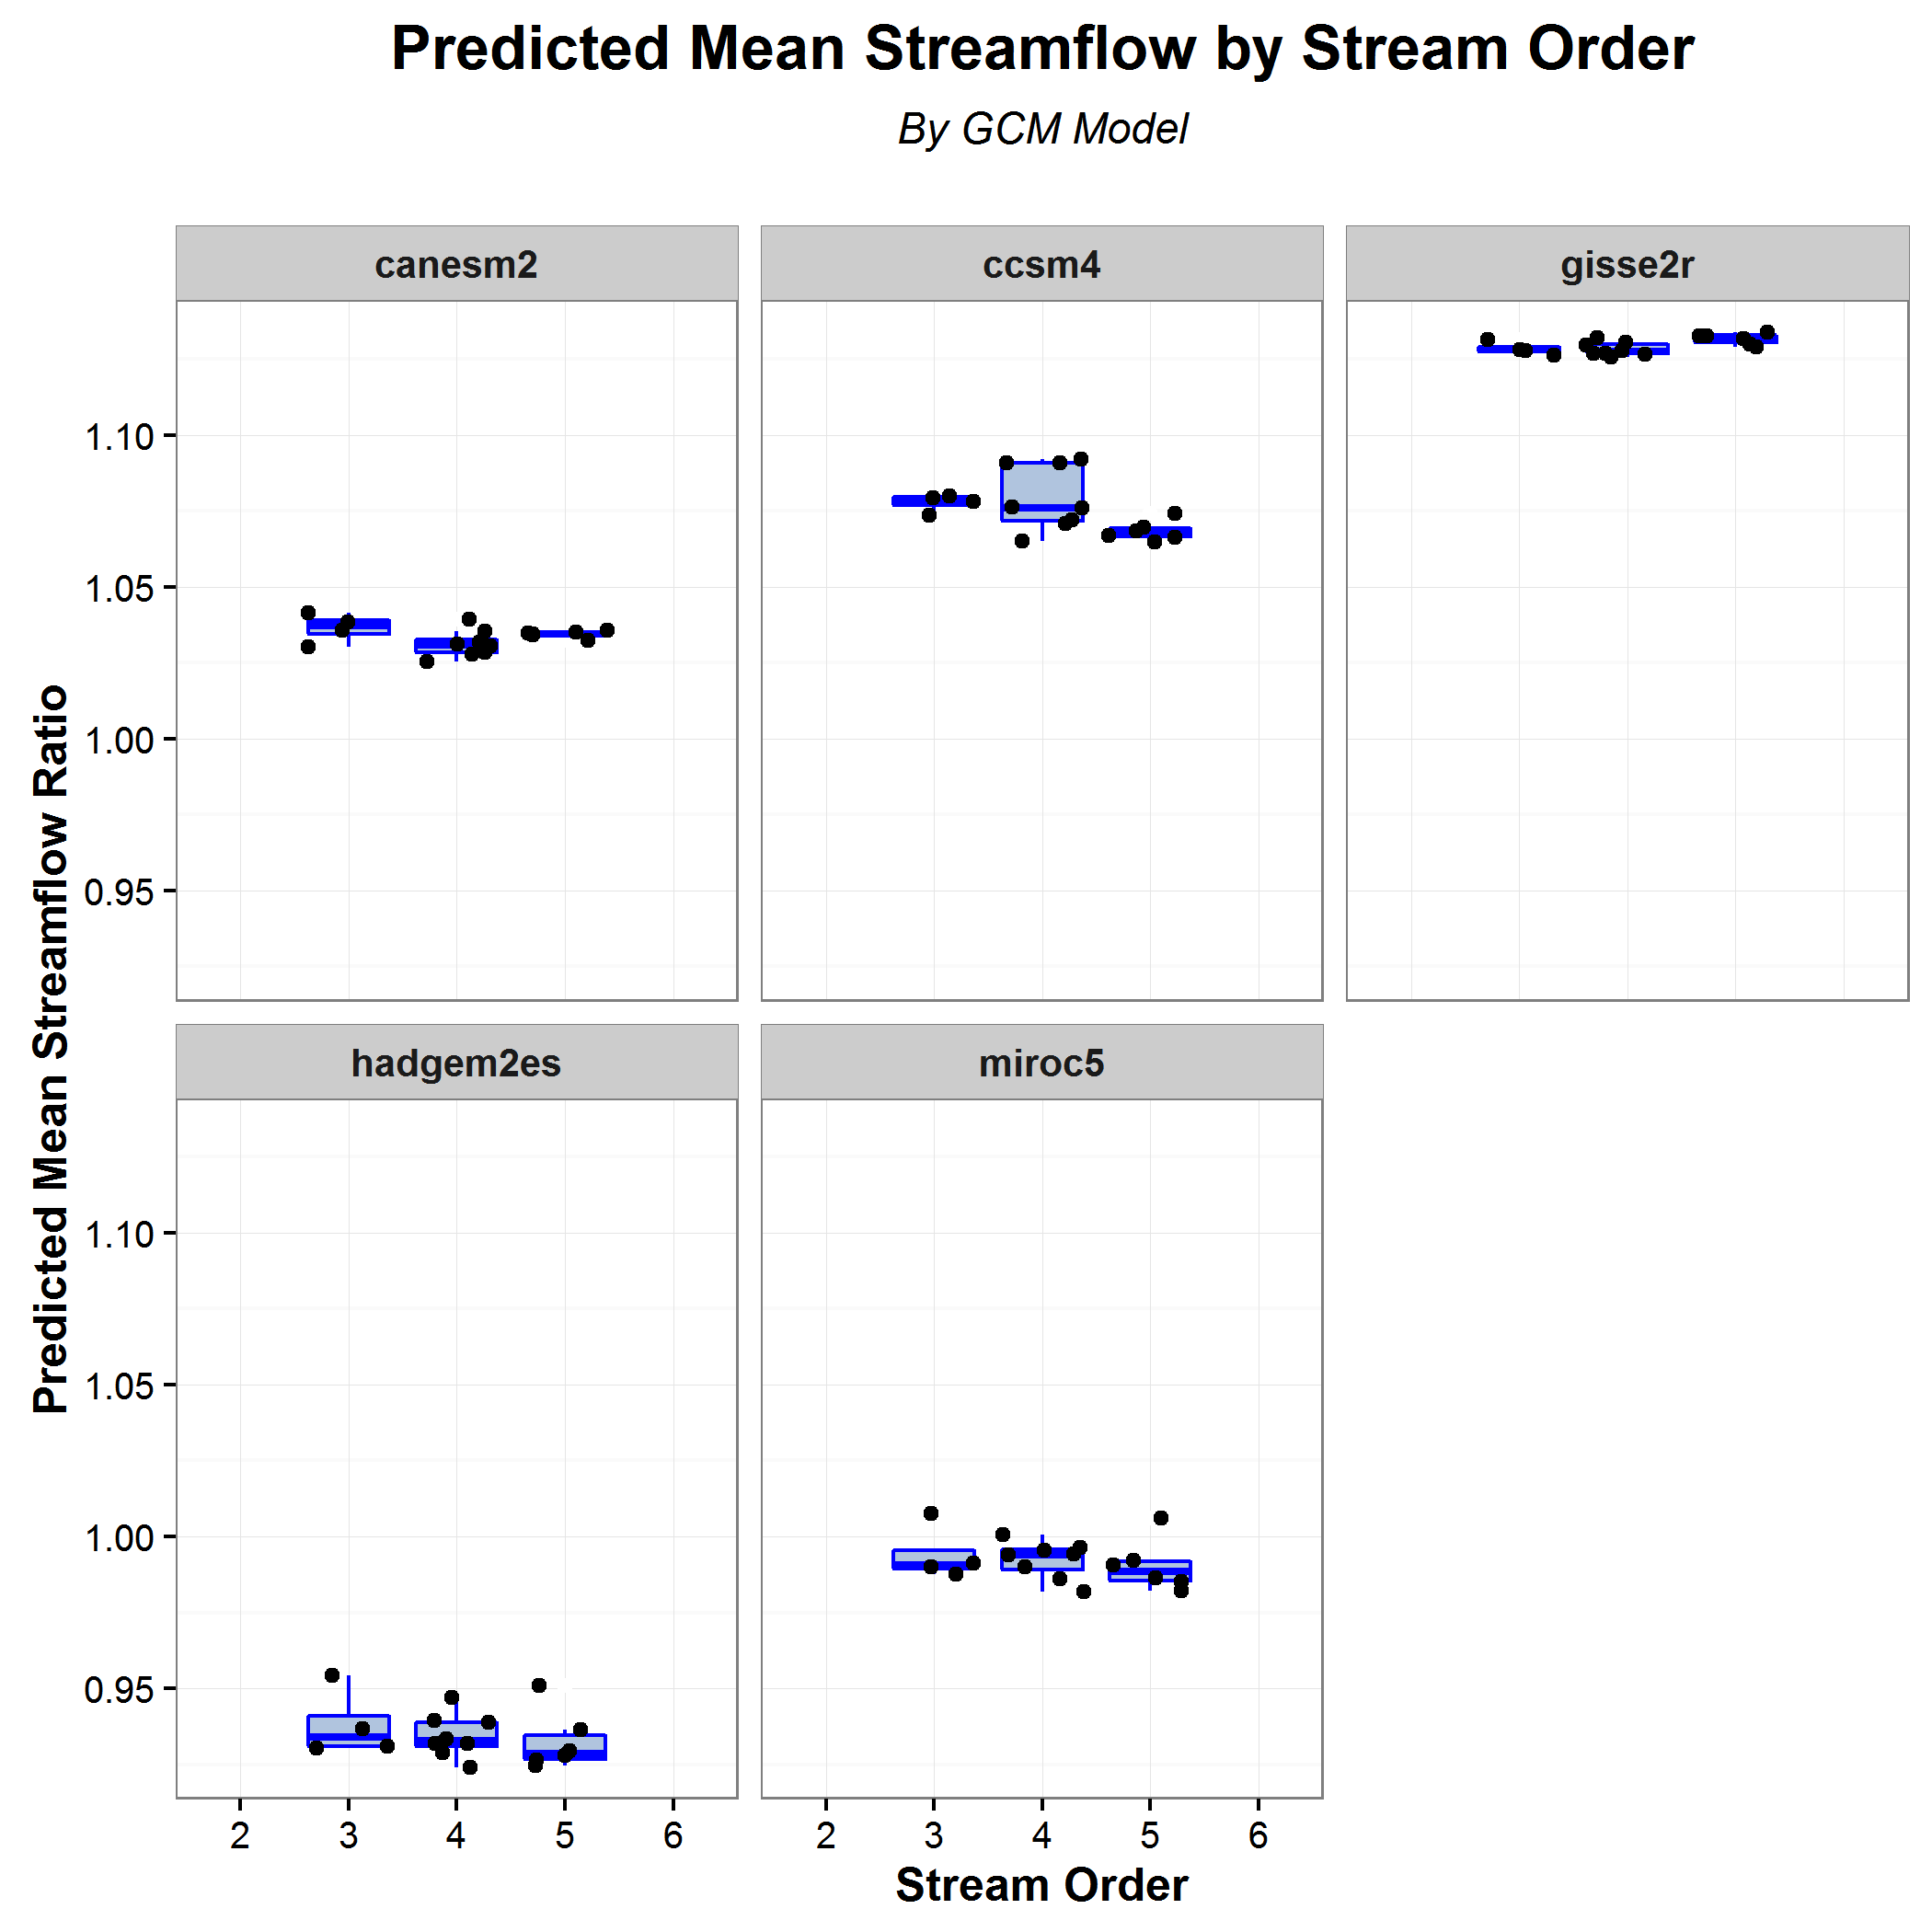 Predicted Mean Streamflow by Stream Order
By GCM Model
canesm2
ccsm4
gisse2r
Predicted Mean Streamflow Ratio
1.10
1.05
1.00
0.95
hadgem2es
miroc5
1.10
1.05
1.00
0.95
2 3 4 5 6
2 3 4 5 6
Stream Order